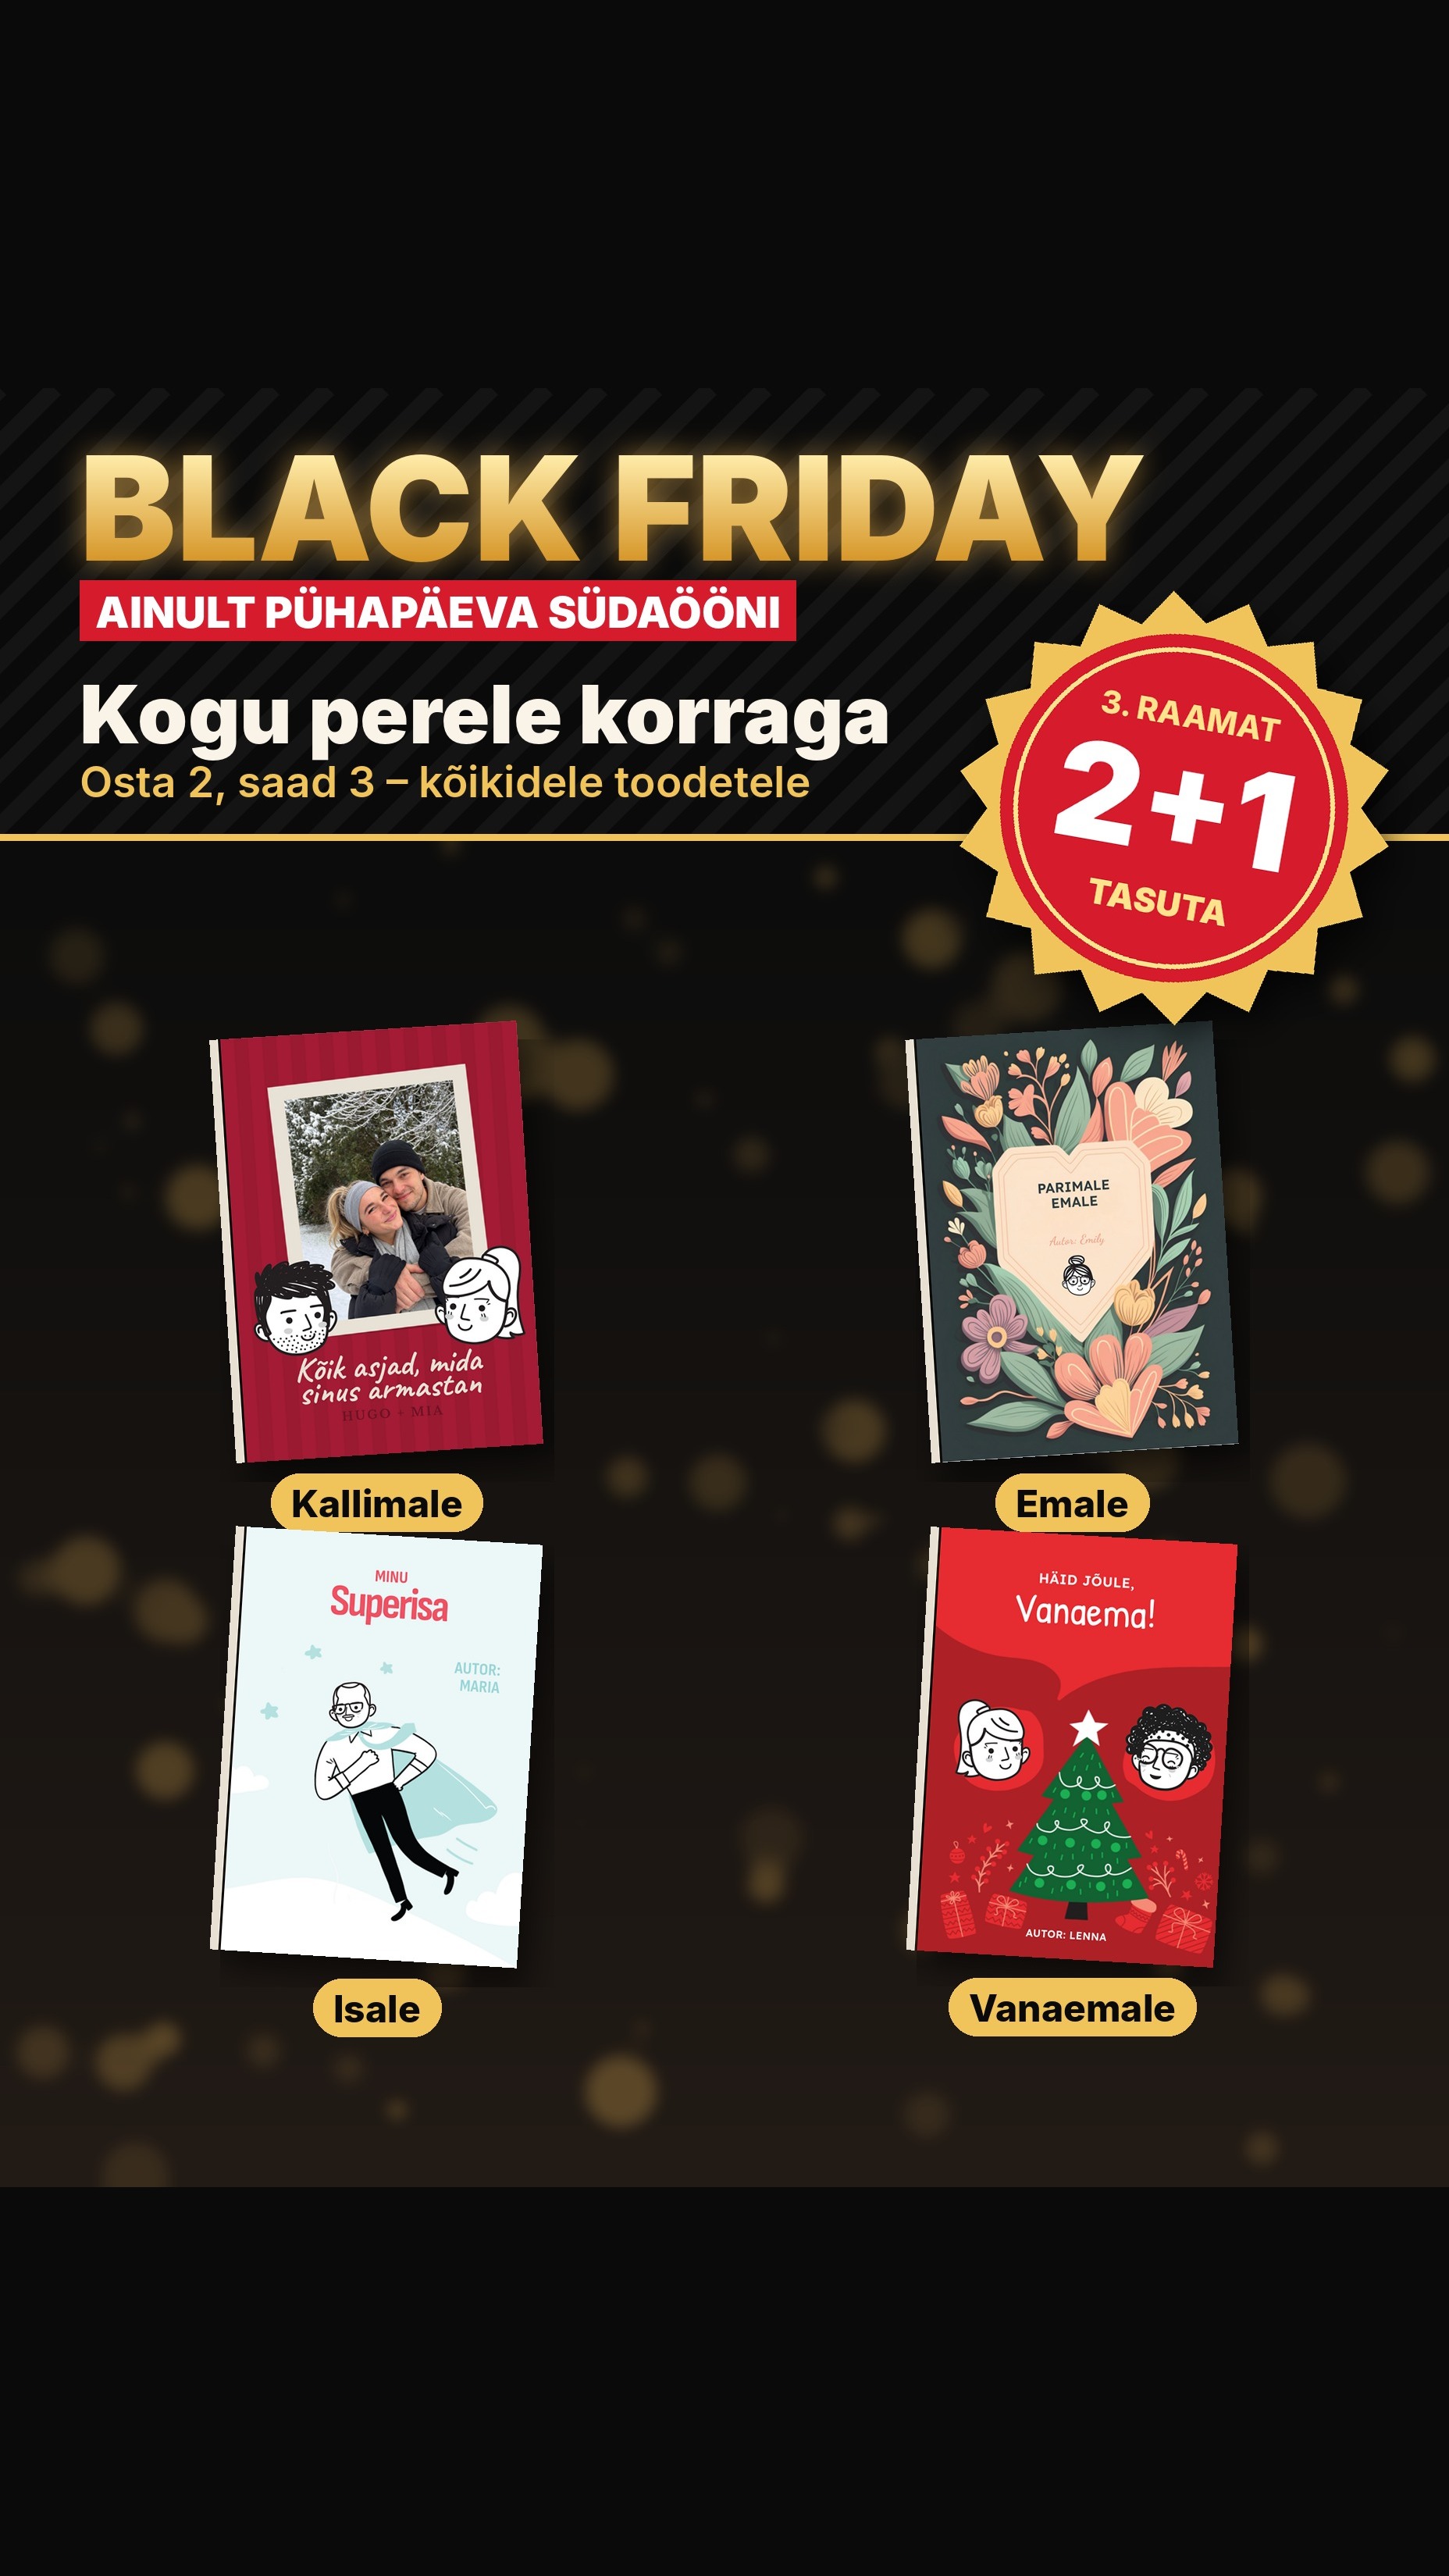 BLACK FRIDAY
AINULT PÜHAPÄEVA SÜDAÖÖNI
Kogu perele korraga
Osta 2, saad 3 – kõikidele toodetele
3. RAAMAT
2+1
TASUTA
Kõik asjad, mida
sinus armastan
HUGO + MIA
Kallimale
PARIMALE
EMALE
Autor: Emily
Emale
MINU
Superisa
AUTOR:
MARIA
Isale
HÄID JÕULE,
Vanaema!
AUTOR: LENNA
Vanaemale